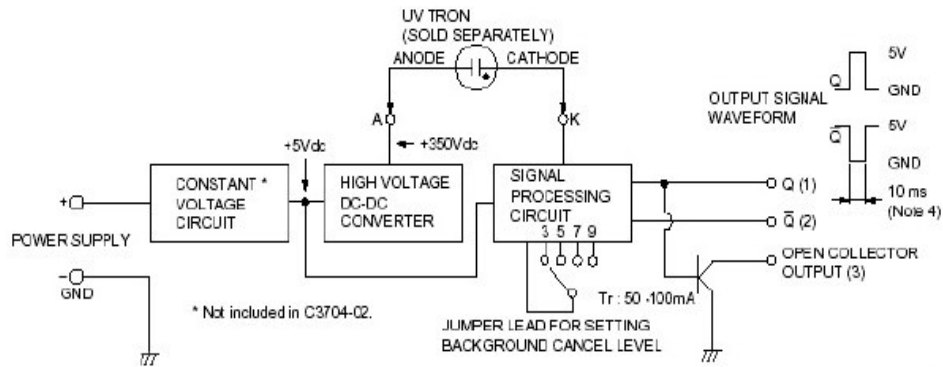 UV TRON
(SOLD SEPARATELY)
ANODE
CATHODE
A
K
+5Vdc
+350Vdc
OUTPUT SIGNAL
WAVEFORM
Q
5V
GND
Q̅
5V
GND
10 ms
(Note 4)
CONSTANT *
VOLTAGE
CIRCUIT
HIGH VOLTAGE
DC-DC
CONVERTER
SIGNAL
PROCESSING
CIRCUIT
3 5 7 9
Q (1)
Q̅ (2)
OPEN COLLECTOR
OUTPUT (3)
+
POWER SUPPLY
−
GND
* Not included in C3704-02.
Tr : 50 -100mA
JUMPER LEAD FOR SETTING
BACKGROUND CANCEL LEVEL